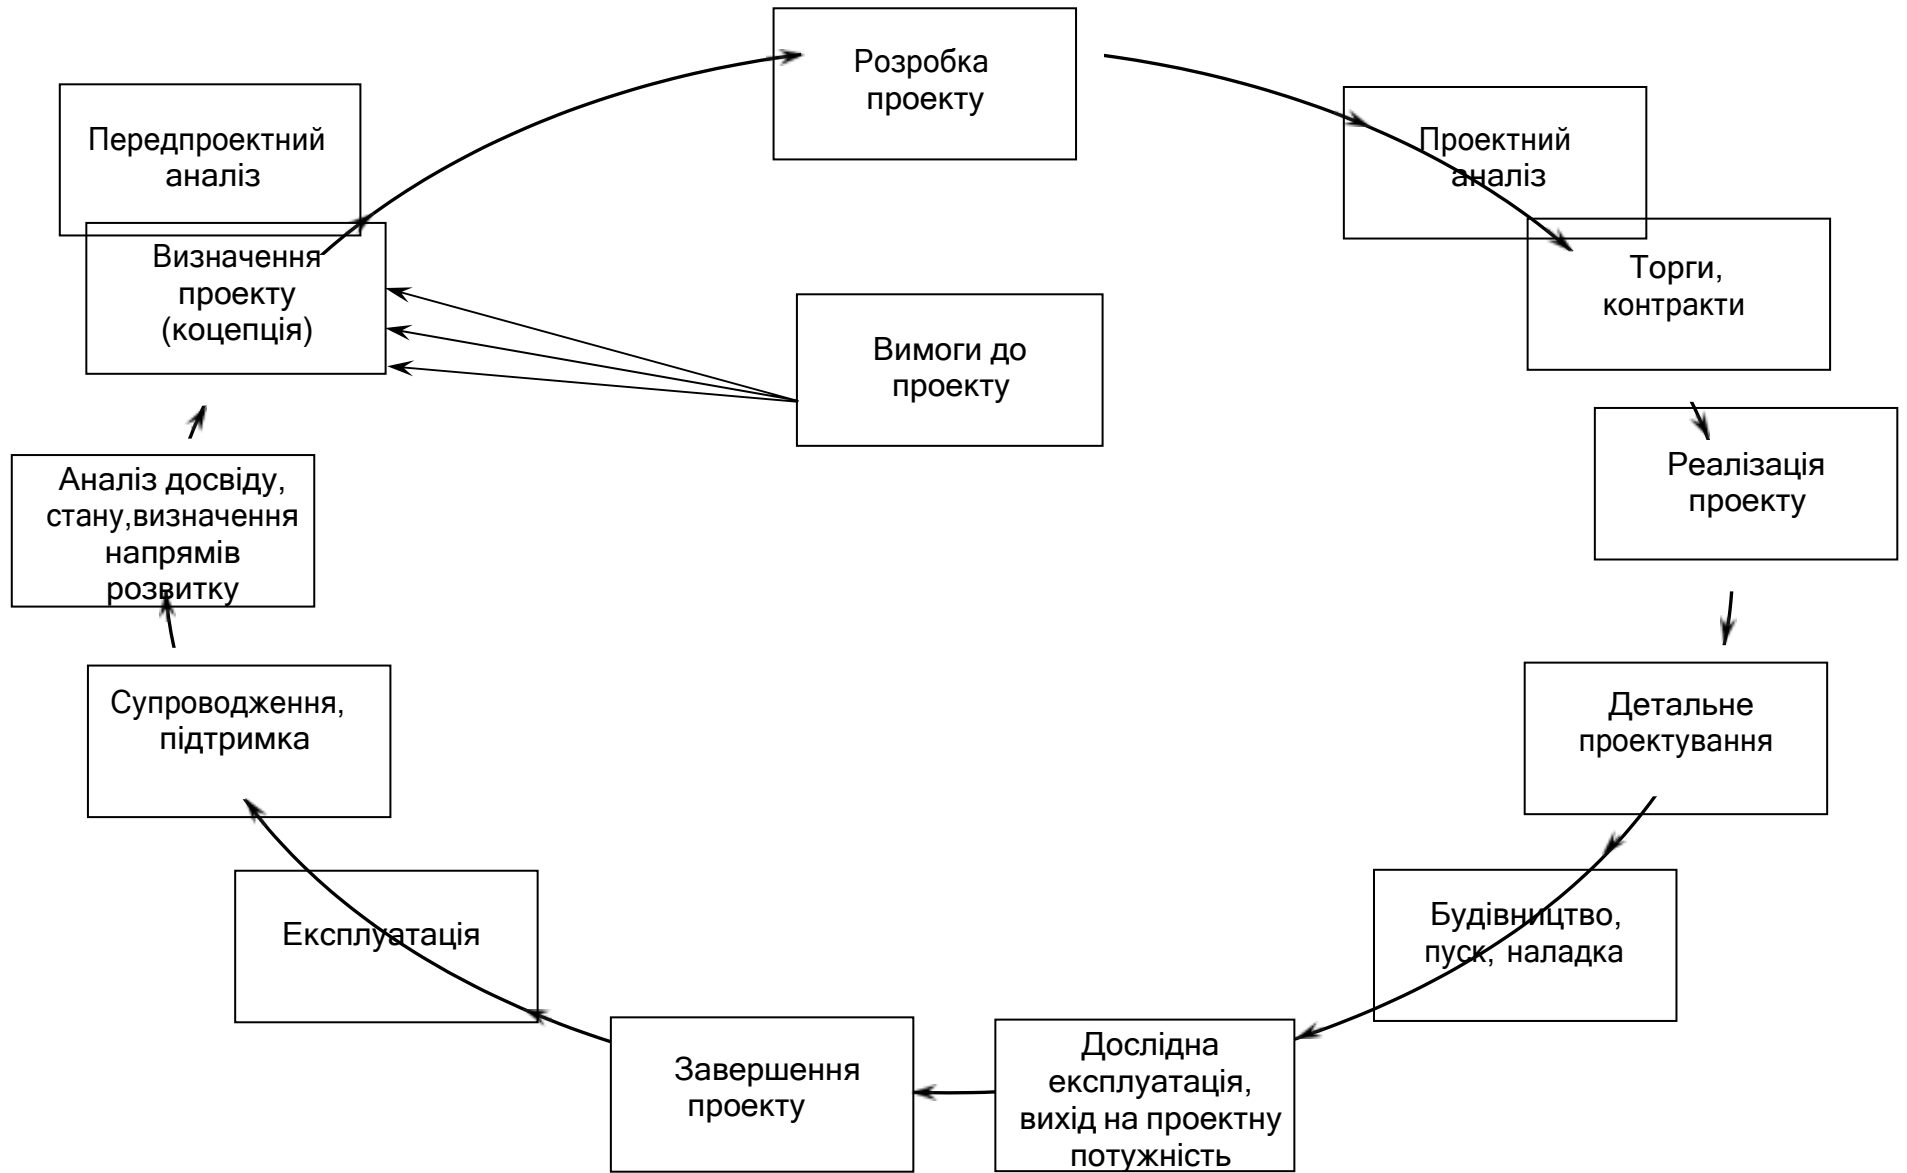 Розробка
проекту
Передпроектний
аналіз
Проектний
аналіз
Визначення
проекту
(коцепція)
Торги,
контракти
Вимоги до
проекту
Аналіз досвіду,
стану,визначення
напрямів
розвитку
Реалізація
проекту
Супроводження,
підтримка
Детальне
проектування
Експлуатація
Будівництво,
пуск, наладка
Завершення
проекту
Дослідна
експлуатація,
вихід на проектну
потужність